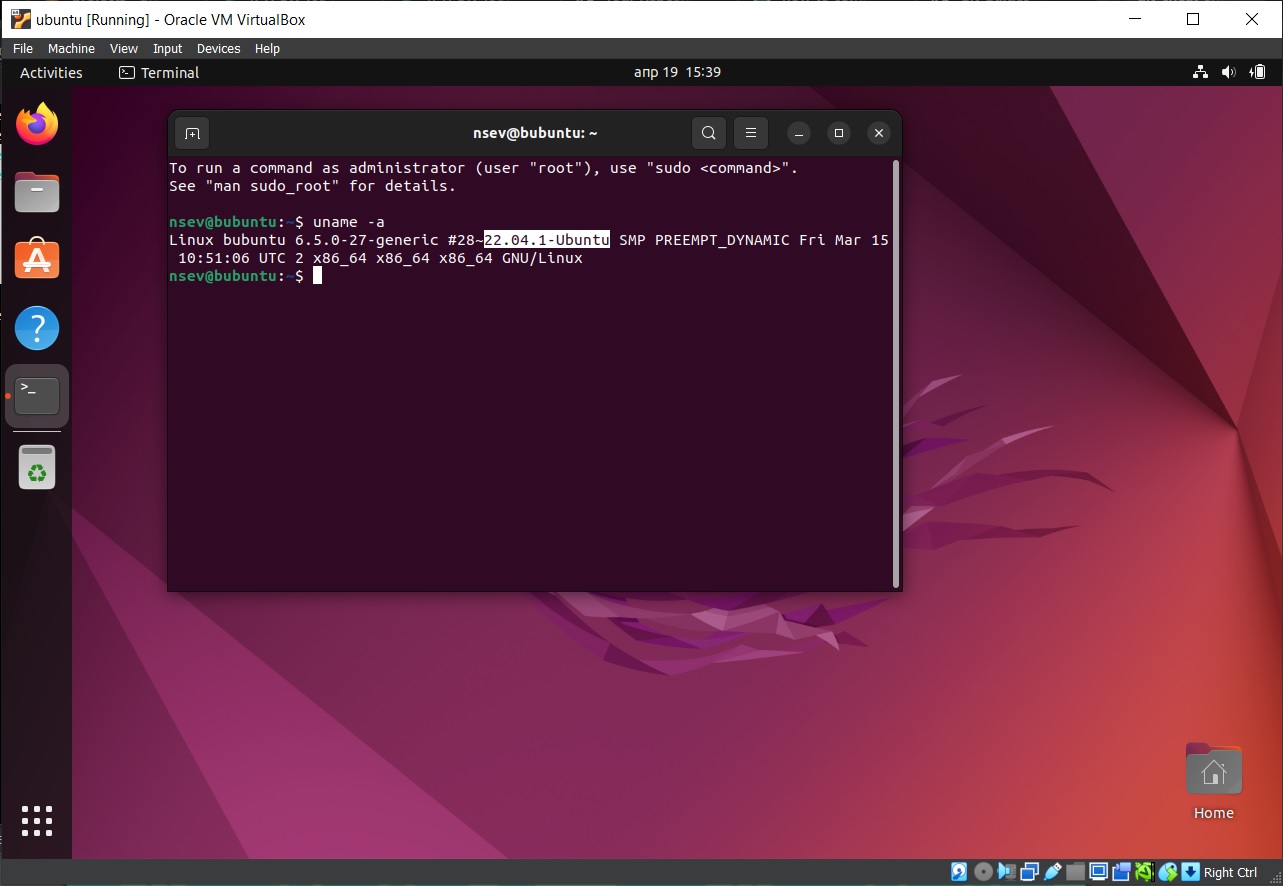 ubuntu [Running] - Oracle VM VirtualBox
File Machine View Input Devices Help
Activities Terminal апр 19 15:39
nsev@bubuntu: ~
To run a command as administrator (user "root"), use "sudo <command>".
See "man sudo_root" for details.
nsev@bubuntu:~$ uname -a
Linux bubuntu 6.5.0-27-generic #28~22.04.1-Ubuntu SMP PREEMPT_DYNAMIC Fri Mar 15
10:51:06 UTC 2 x86_64 x86_64 x86_64 GNU/Linux
nsev@bubuntu:~$
Home
Right Ctrl